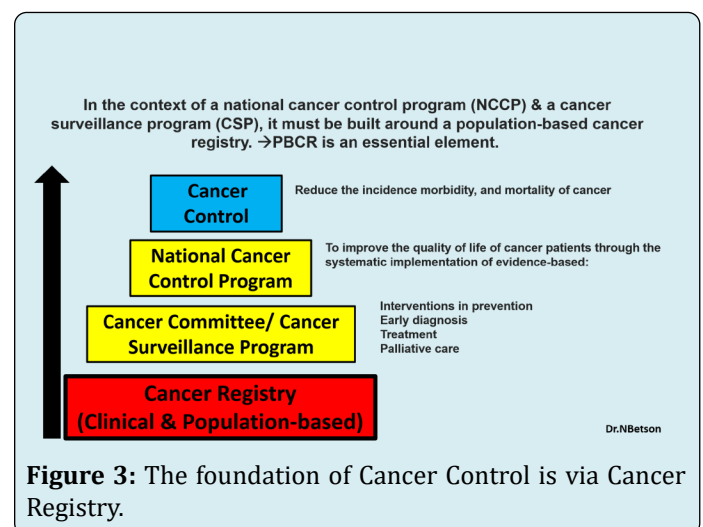 In the context of a national cancer control program (NCCP) & a cancer
surveillance program (CSP), it must be built around a population-based cancer
registry. →PBCR is an essential element.
Cancer
Control
Reduce the incidence morbidity, and mortality of cancer
National Cancer
Control Program
To improve the quality of life of cancer patients through the
systematic implementation of evidence-based:
Cancer Committee/ Cancer
Surveillance Program
Interventions in prevention
Early diagnosis
Treatment
Palliative care
Cancer Registry
(Clinical & Population-based)
Dr.NBetson
Figure 3: The foundation of Cancer Control is via Cancer
Registry.